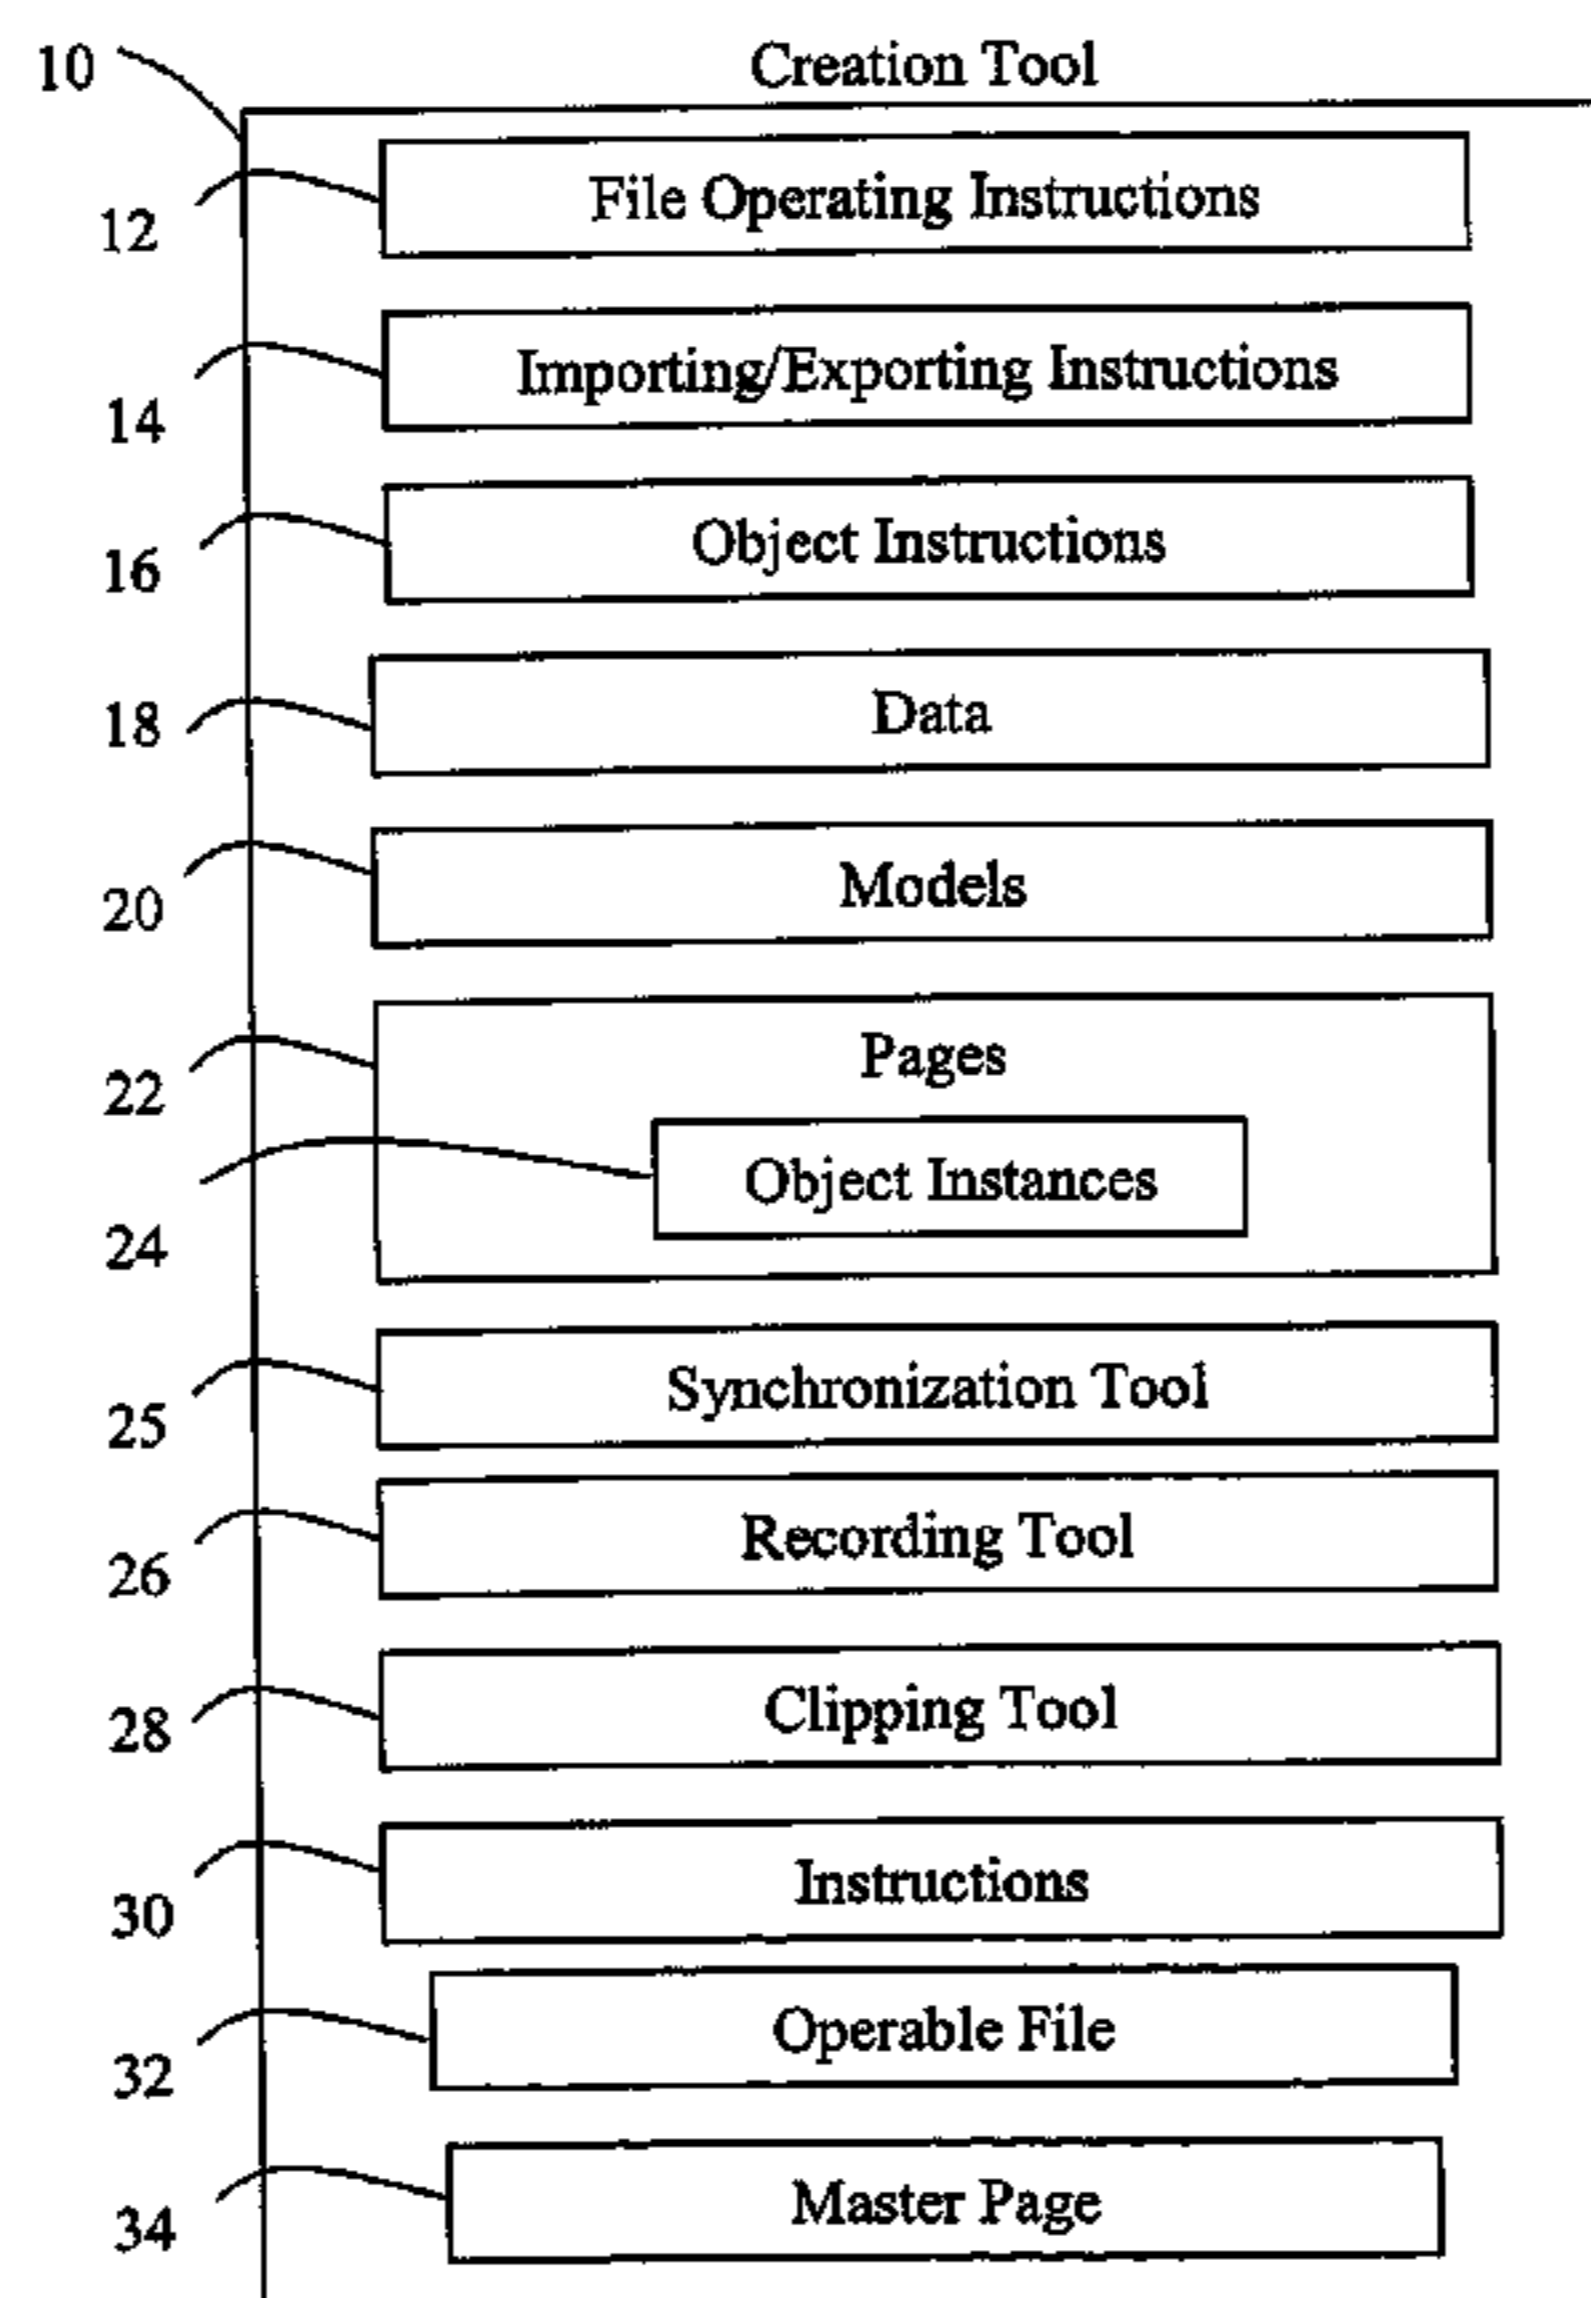 10 Creation Tool
12 File Operating Instructions
14 Importing/Exporting Instructions
16 Object Instructions
18 Data
20 Models
22 Pages
24 Object Instances
25 Synchronization Tool
26 Recording Tool
28 Clipping Tool
30 Instructions
32 Operable File
34 Master Page